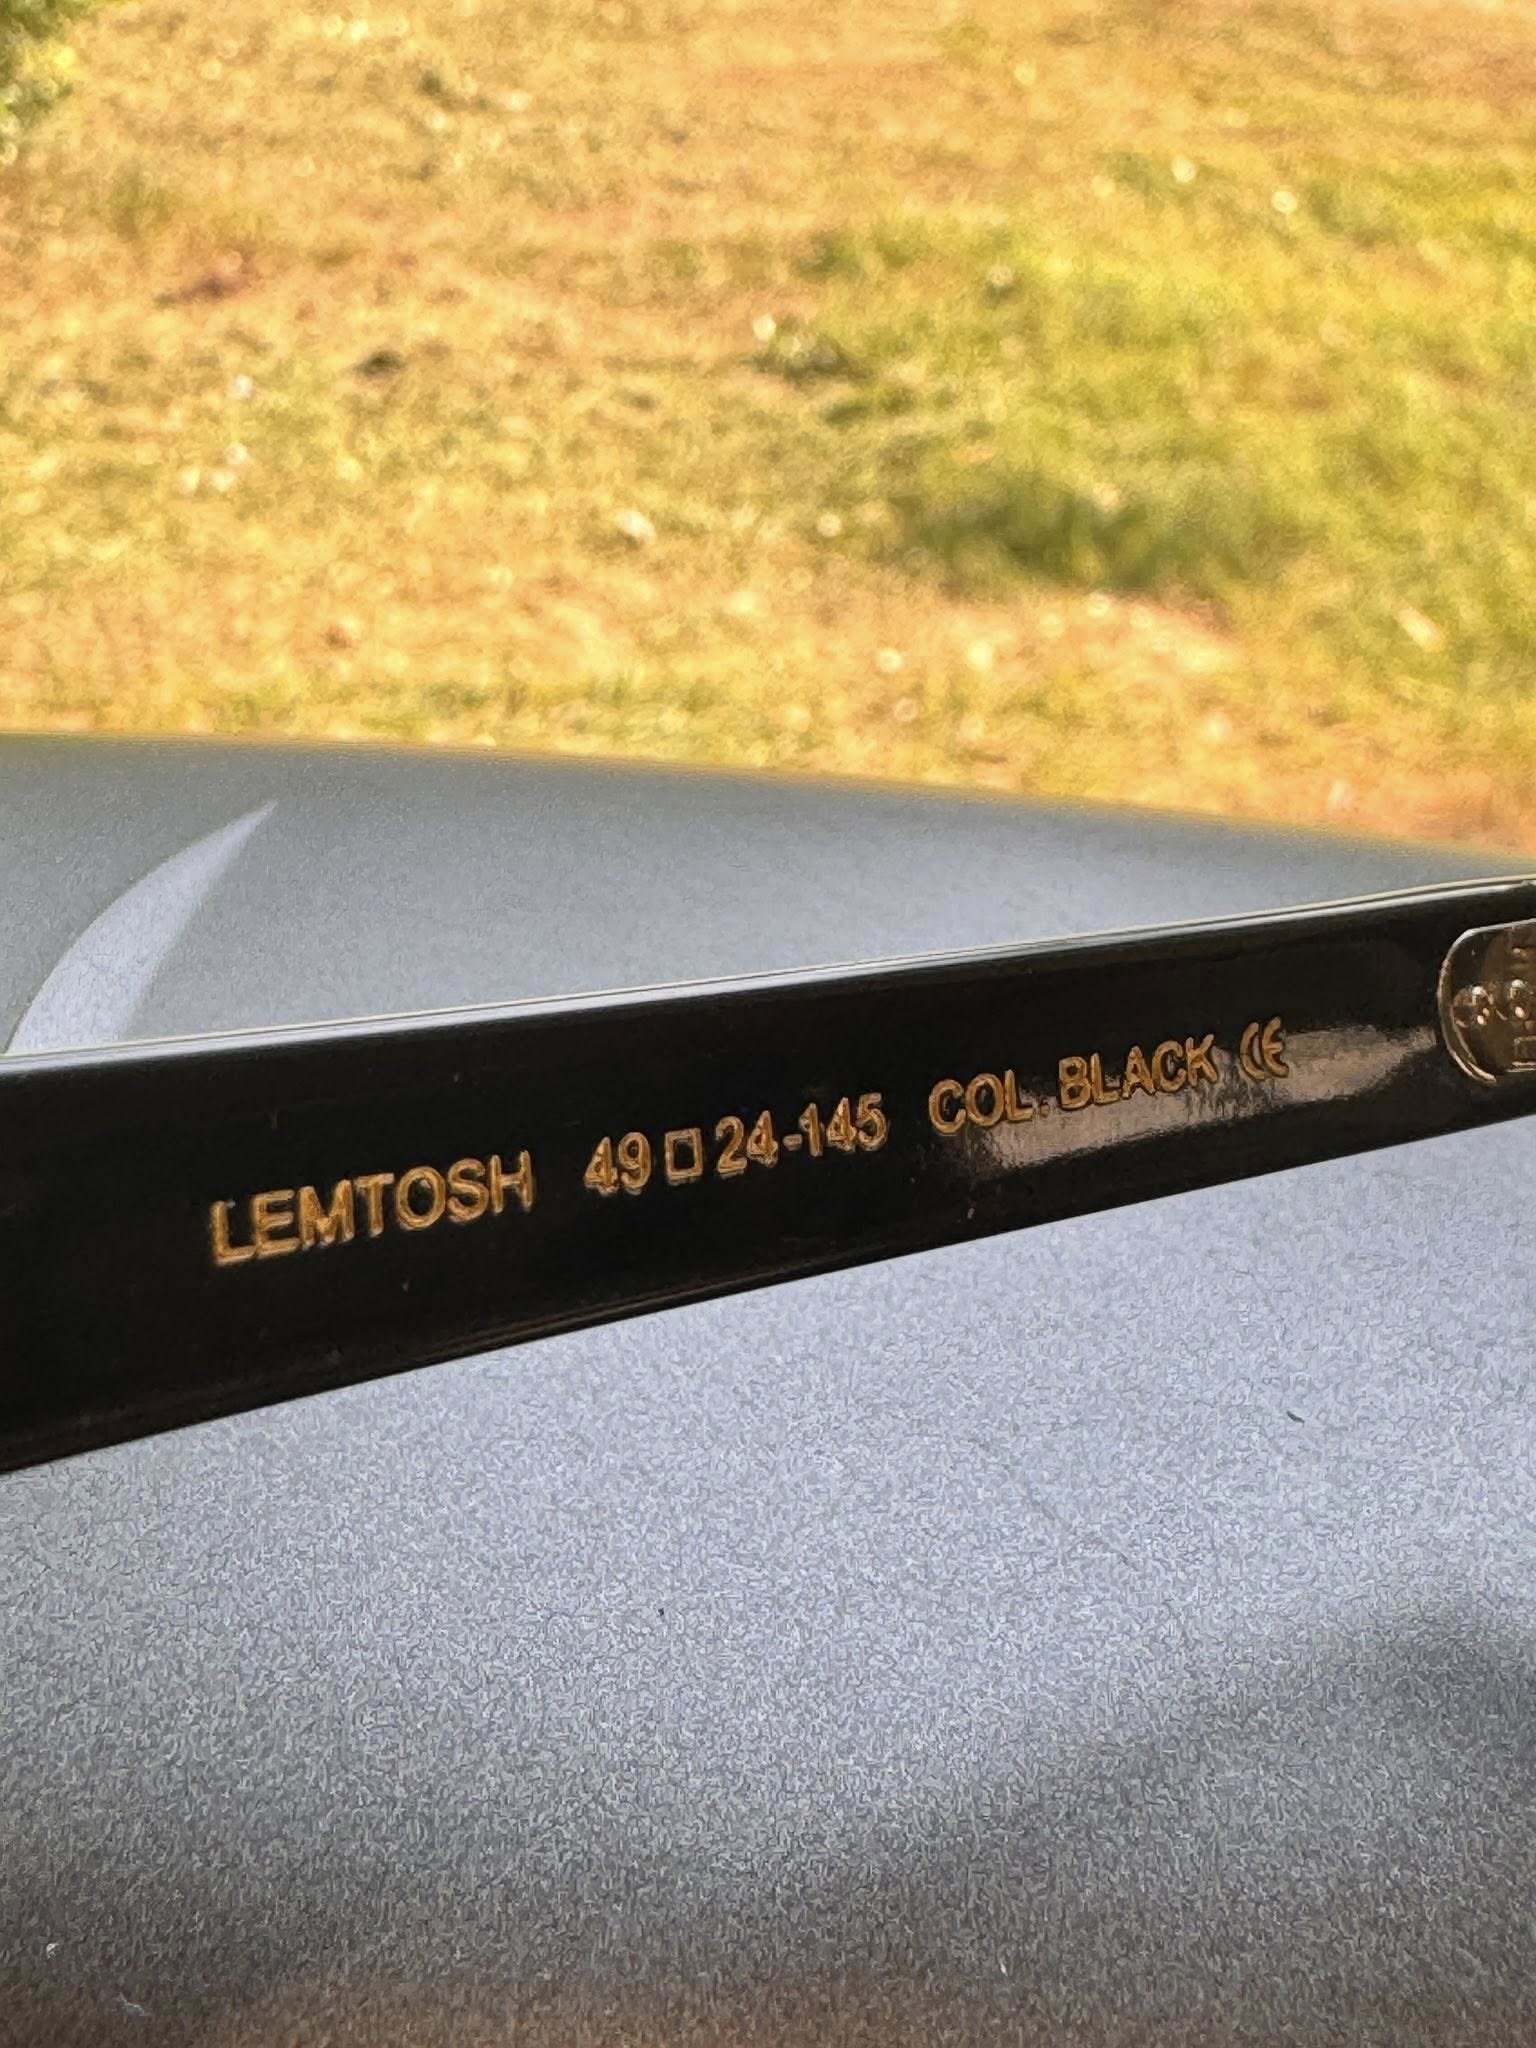 LEMTOSH 49□24-145 COL. BLACK CE